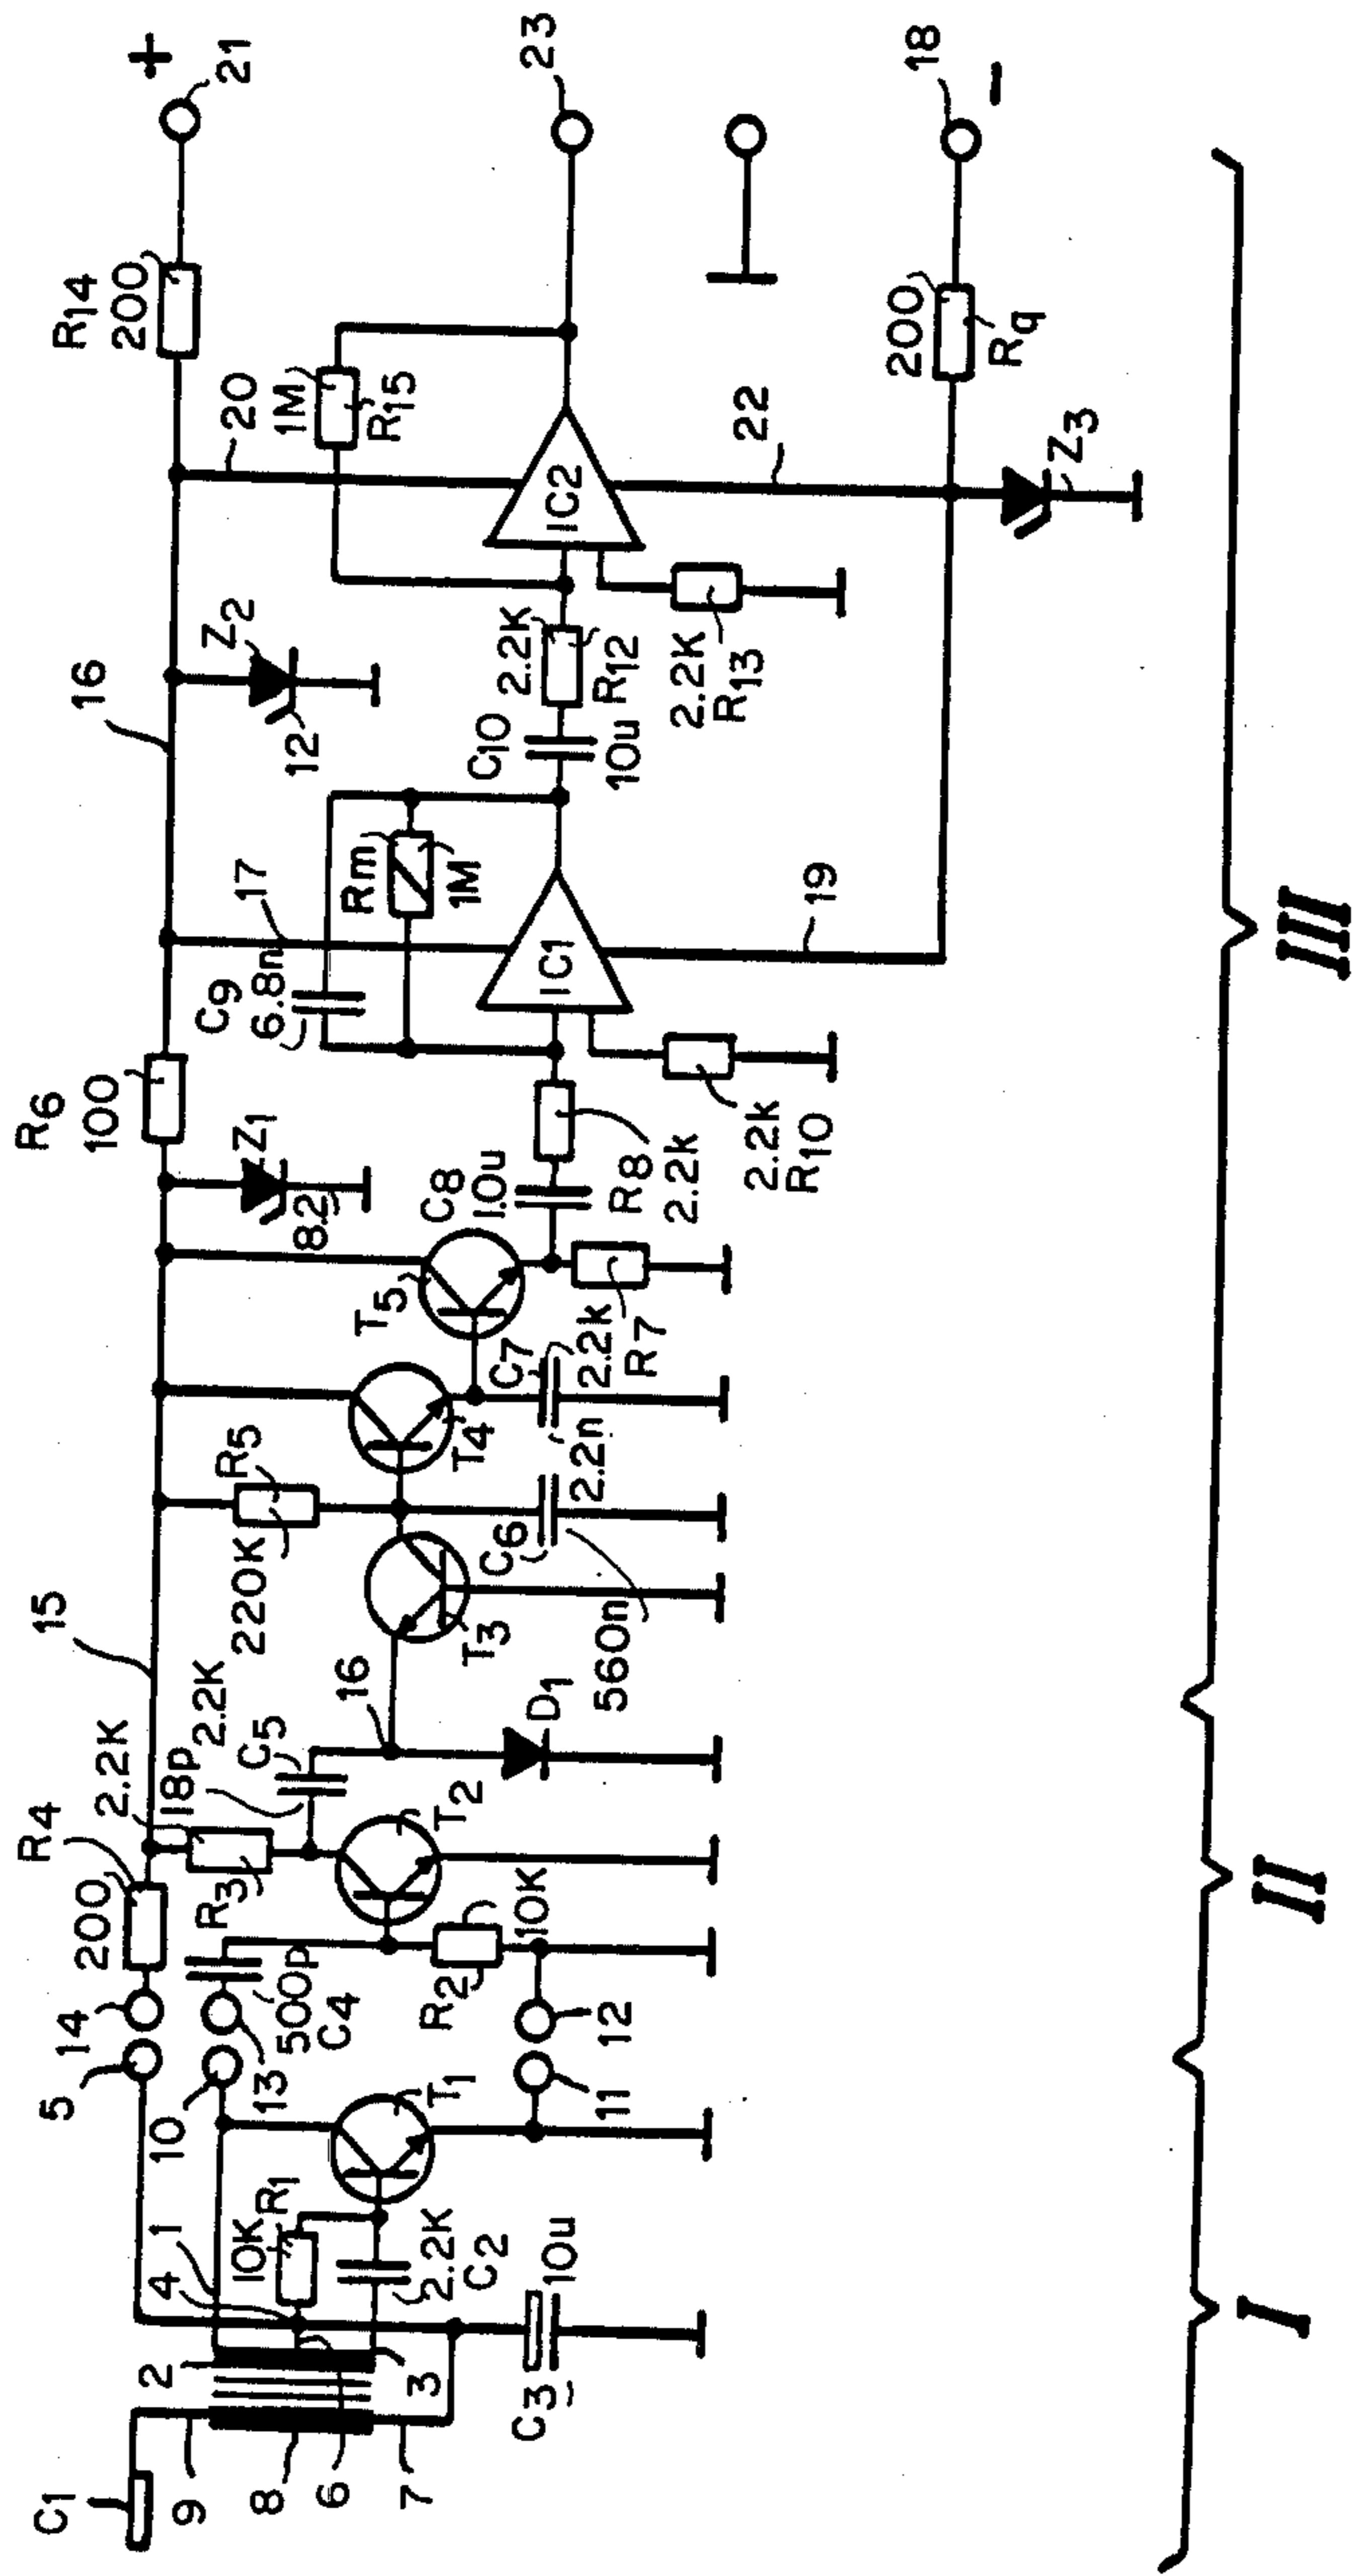 C1
9
8
6
7
2
3
4
1
10K
R1
2.2K
C2
C3
10u
5
10
T1
11
14
13
12
500p
C4
R2
10K
200
R4
R3
2.2K
18p
2.2K
C5
T2
D1
16
15
T3
220K
R5
C6
560n
T4
2.2n
C7
2.2k
R7
T5
C8
1.0u
Z1
8.2
R6
100
R8
2.2k
2.2k
R10
C9
6.8n
17
Rm
1M
IC1
19
16
Z2
12
C10
10u
2.2K
R12
2.2K
R13
IC2
20
1M
R15
22
Z3
R14
200
200
Rq
+
21
23
18
−
I
II
III